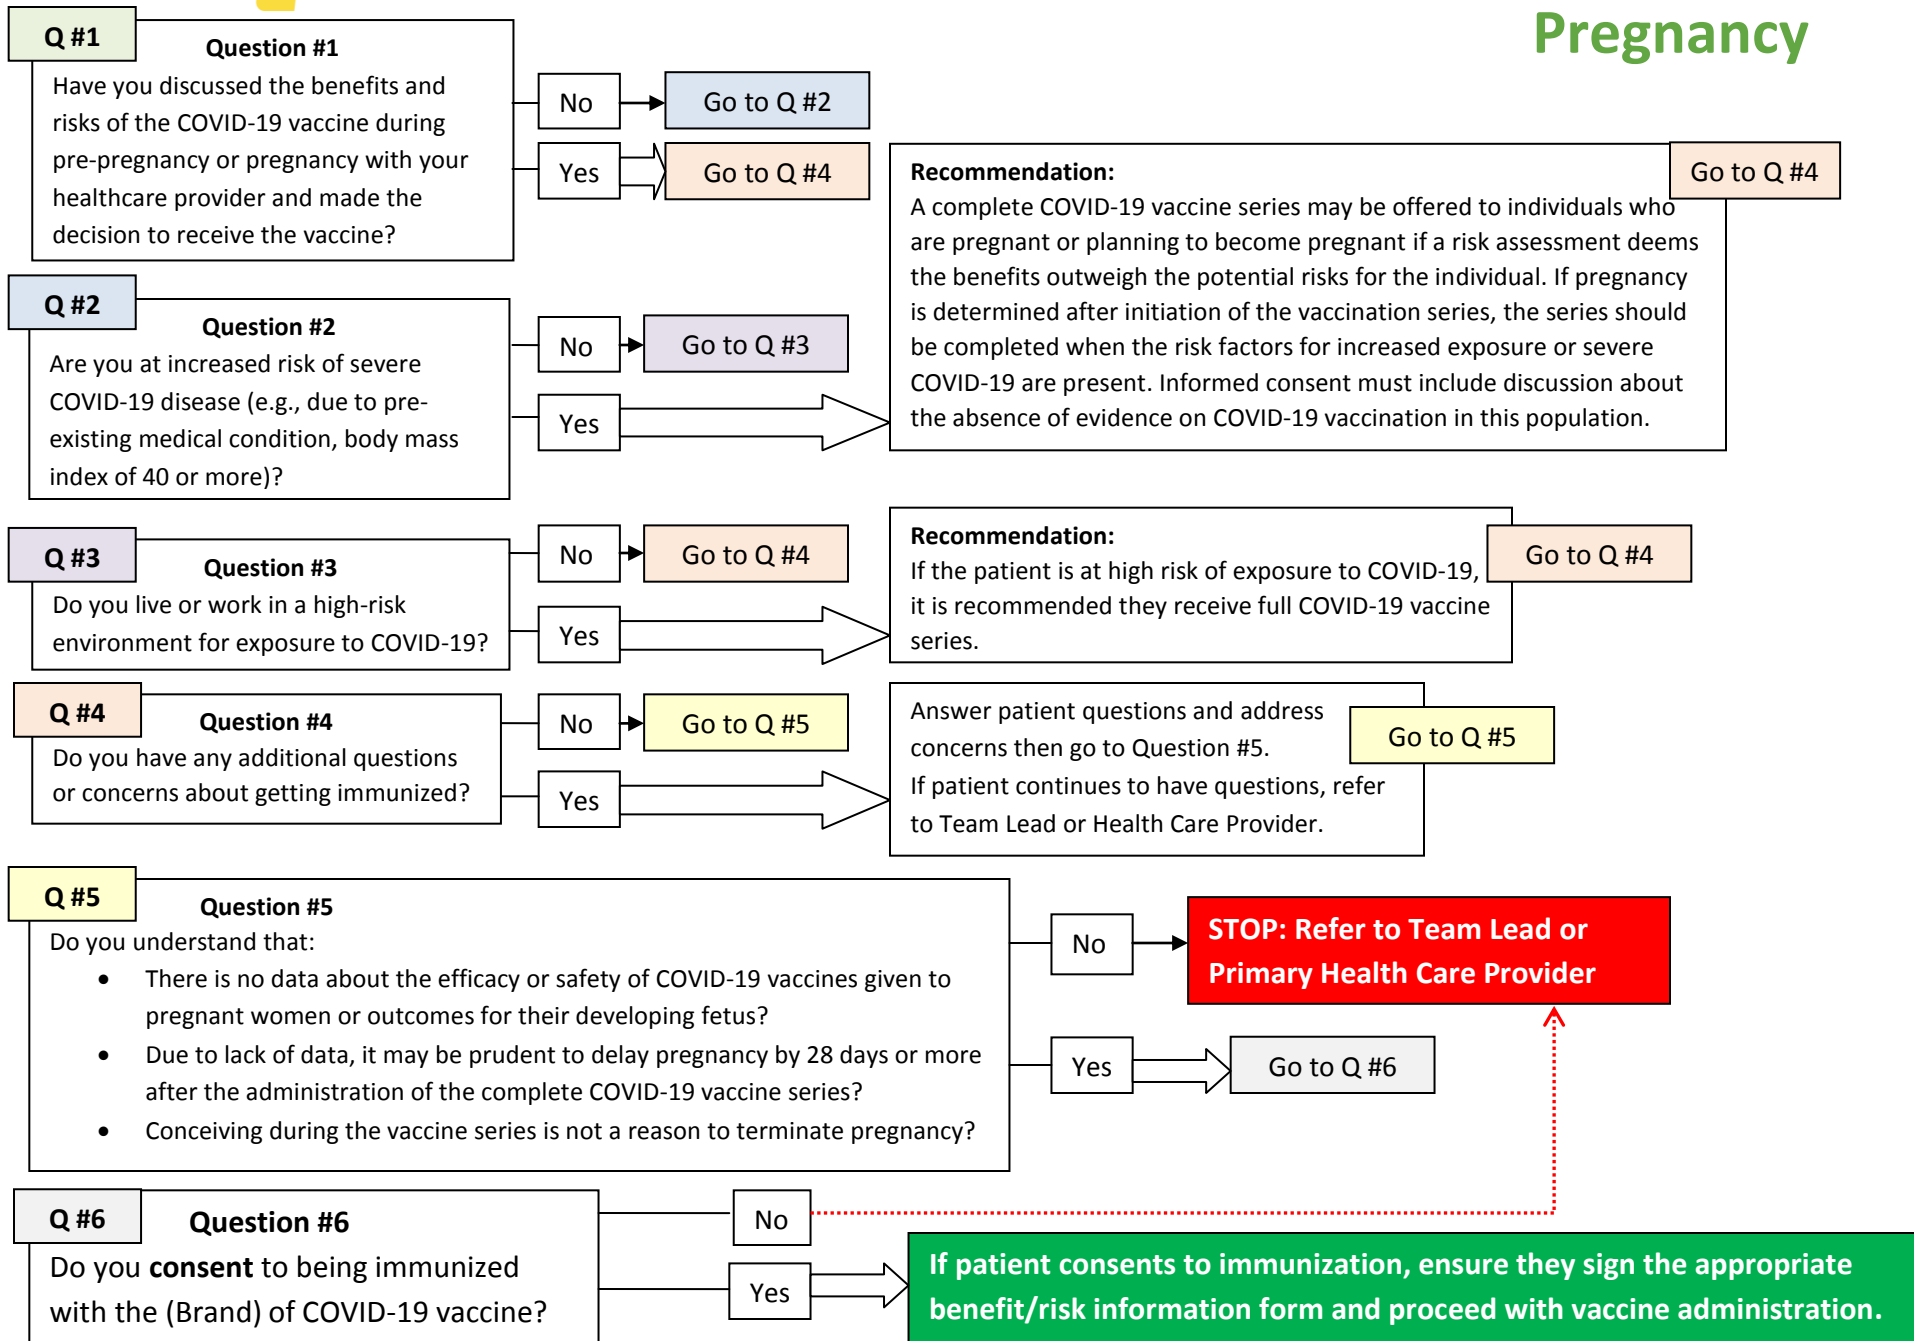 Pregnancy
Q #1
Question #1
Have you discussed the benefits and
risks of the COVID-19 vaccine during
pre-pregnancy or pregnancy with your
healthcare provider and made the
decision to receive the vaccine?
No
Go to Q #2
Yes
Go to Q #4
Recommendation:
Go to Q #4
A complete COVID-19 vaccine series may be offered to individuals who
are pregnant or planning to become pregnant if a risk assessment deems
the benefits outweigh the potential risks for the individual. If pregnancy
is determined after initiation of the vaccination series, the series should
be completed when the risk factors for increased exposure or severe
COVID-19 are present. Informed consent must include discussion about
the absence of evidence on COVID-19 vaccination in this population.
Q #2
Question #2
Are you at increased risk of severe
COVID-19 disease (e.g., due to pre-
existing medical condition, body mass
index of 40 or more)?
No
Go to Q #3
Yes
Q #3
Question #3
Do you live or work in a high-risk
environment for exposure to COVID-19?
No
Go to Q #4
Yes
Recommendation:
If the patient is at high risk of exposure to COVID-19,
it is recommended they receive full COVID-19 vaccine
series.
Go to Q #4
Q #4
Question #4
Do you have any additional questions
or concerns about getting immunized?
No
Go to Q #5
Yes
Answer patient questions and address
concerns then go to Question #5.
If patient continues to have questions, refer
to Team Lead or Health Care Provider.
Go to Q #5
Q #5
Question #5
Do you understand that:
• There is no data about the efficacy or safety of COVID-19 vaccines given to
pregnant women or outcomes for their developing fetus?
• Due to lack of data, it may be prudent to delay pregnancy by 28 days or more
after the administration of the complete COVID-19 vaccine series?
• Conceiving during the vaccine series is not a reason to terminate pregnancy?
No
STOP: Refer to Team Lead or
Primary Health Care Provider
Yes
Go to Q #6
Q #6
Question #6
Do you consent to being immunized
with the (Brand) of COVID-19 vaccine?
No
Yes
If patient consents to immunization, ensure they sign the appropriate
benefit/risk information form and proceed with vaccine administration.